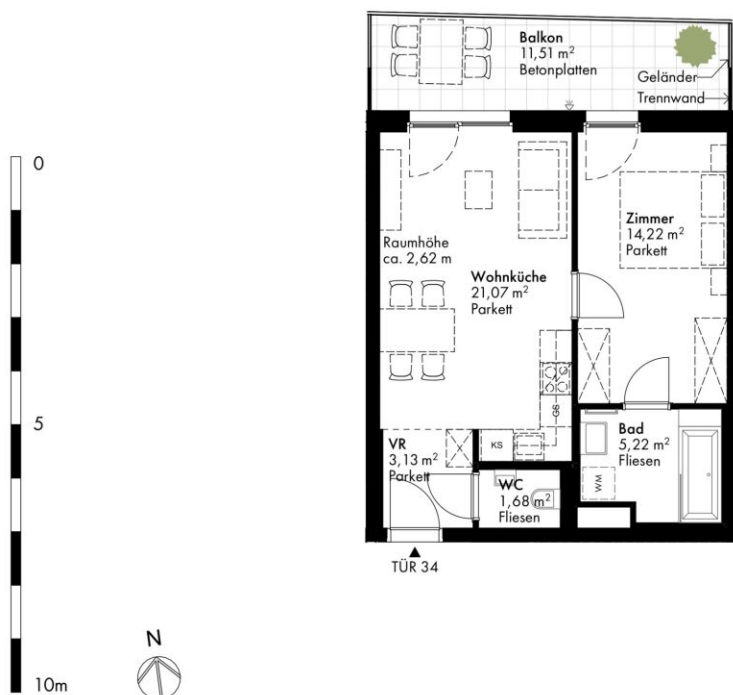 Balkon
11,51 m²
Betonplatten
Geländer
Trennwand
0
Zimmer
14,22 m²
Parkett
Raumhöhe
ca. 2,62 m
Wohnküche
21,07 m²
Parkett
GS
5
KS
VR
3,13 m²
Parkett
Bad
5,22 m²
Fliesen
WM
WC
1,68 m²
Fliesen
TÜR 34
N
10m